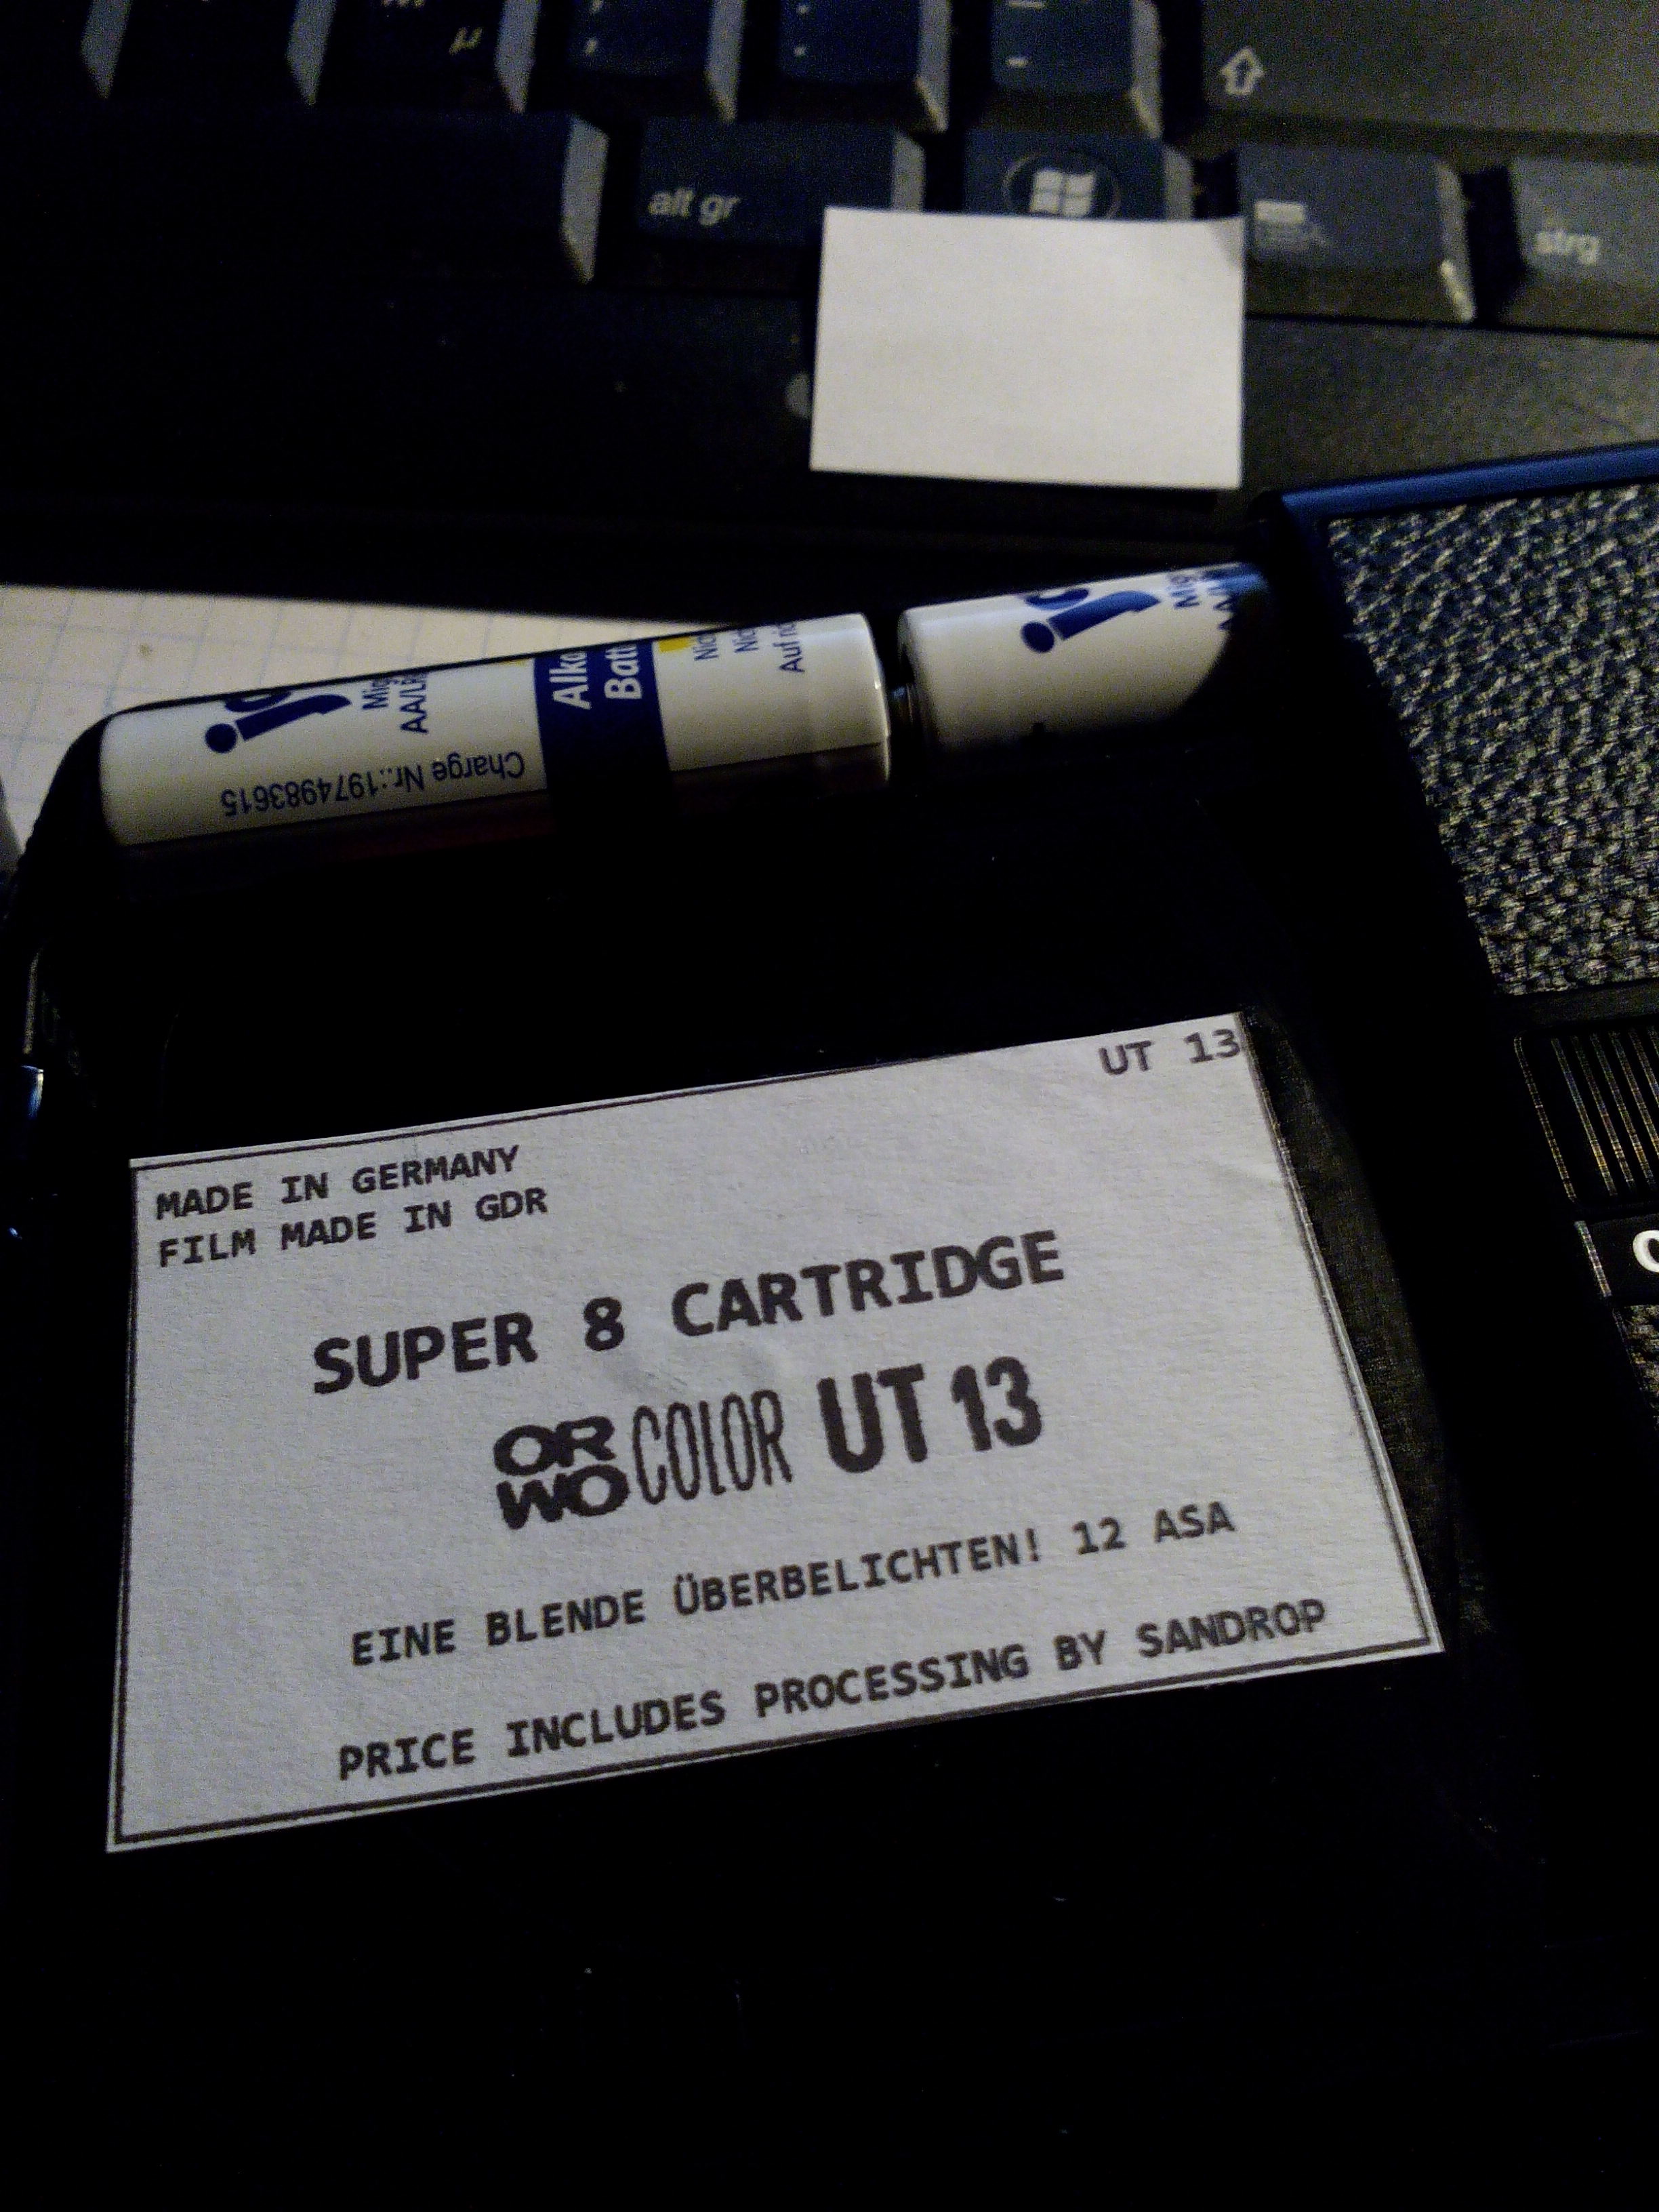 µ
; ,
: .
_ -
alt gr
strg
Charge Nr.:1974983615
UT 13
MADE IN GERMANY
FILM MADE IN GDR
SUPER 8 CARTRIDGE
ORWO COLOR UT 13
EINE BLENDE ÜBERBELICHTEN! 12 ASA
PRICE INCLUDES PROCESSING BY SANDROP